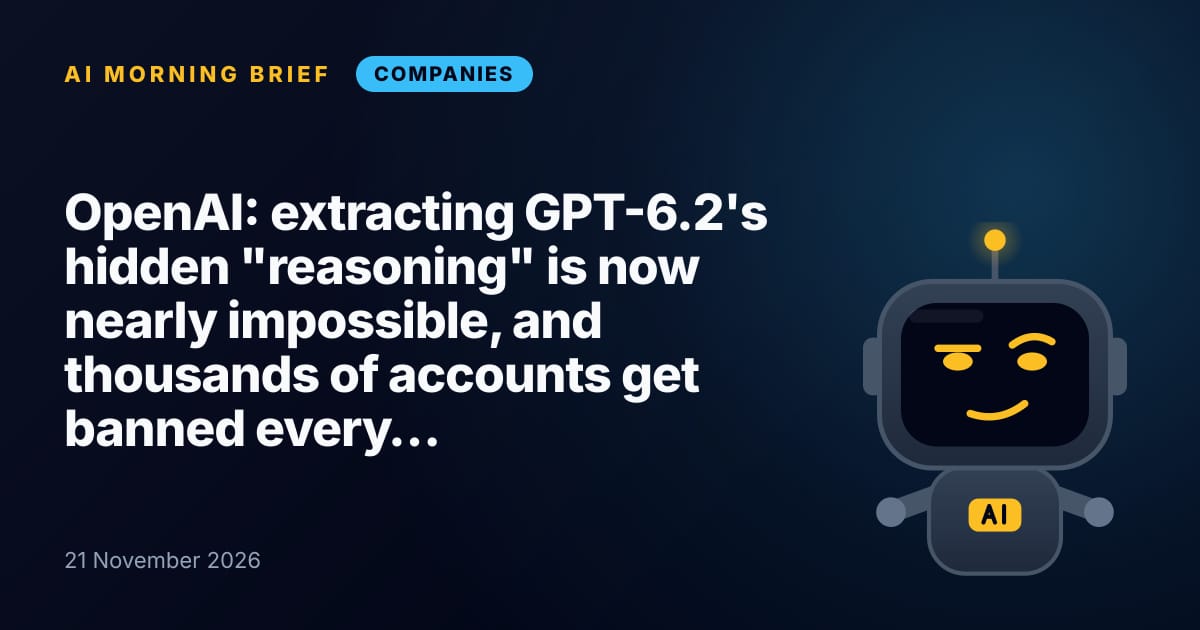 AI MORNING BRIEF
COMPANIES
OpenAI: extracting GPT-6.2's
hidden "reasoning" is now
nearly impossible, and
thousands of accounts get
banned every…
AI
21 November 2026